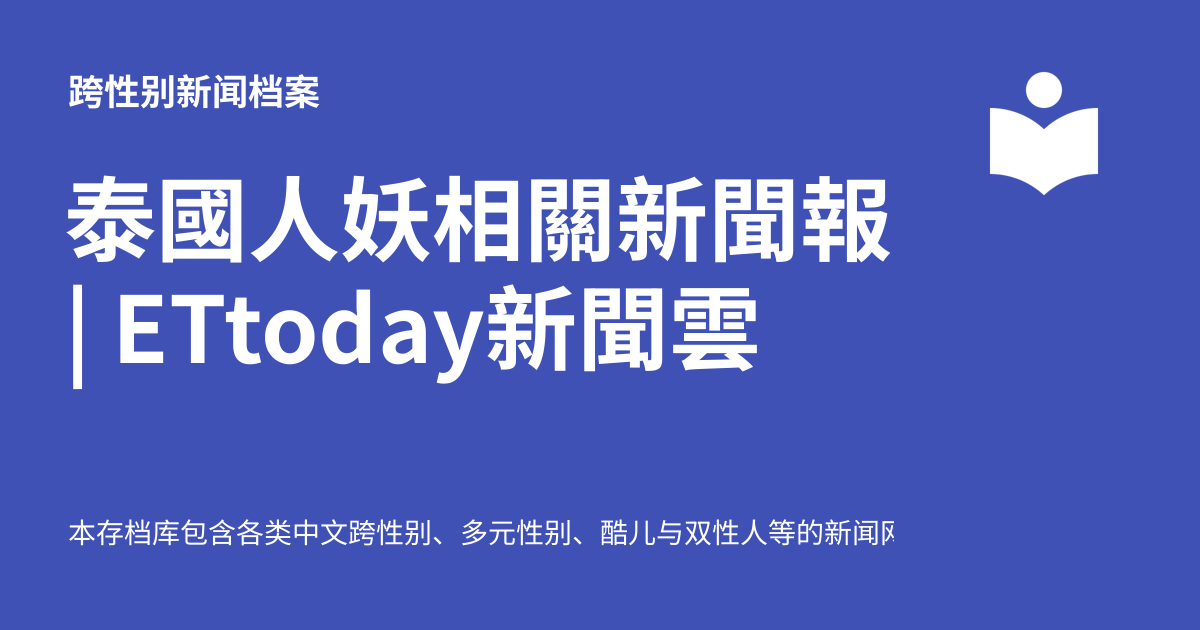 跨性别新闻档案
泰國人妖相關新聞報
| ETtoday新聞雲
本存档库包含各类中文跨性别、多元性别、酷儿与双性人等的新闻网